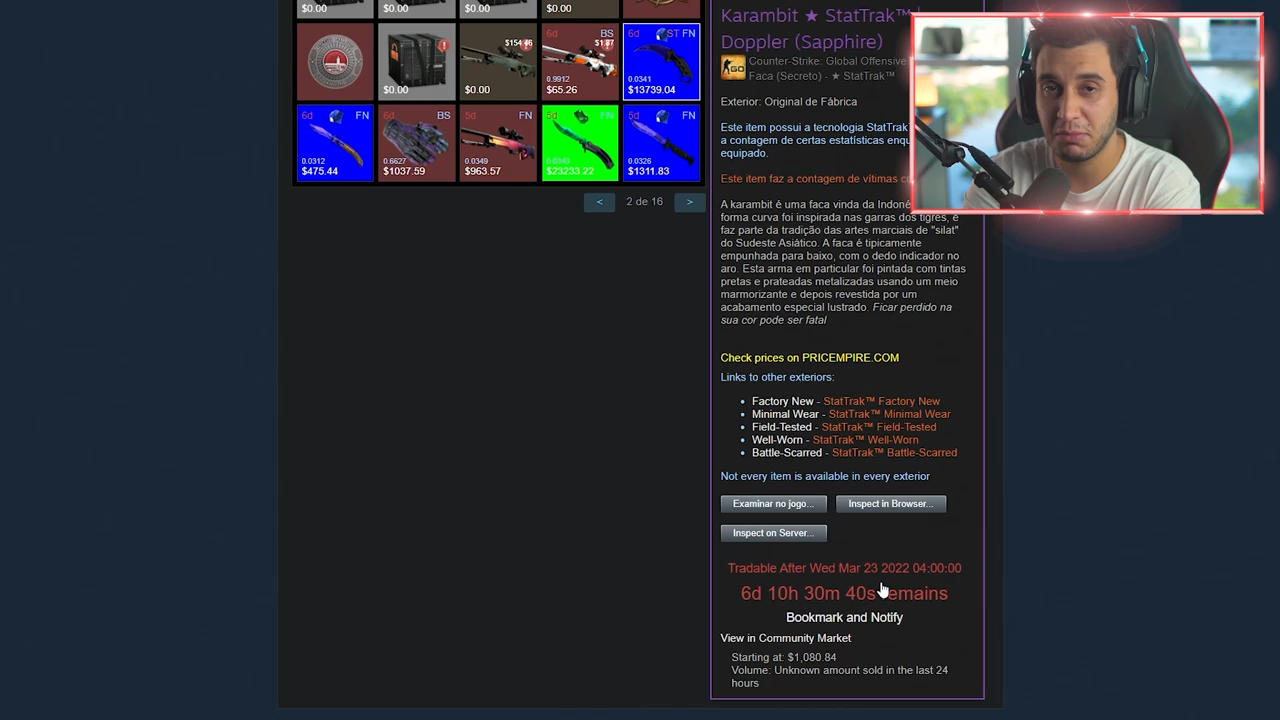 $0.00
$0.00
$0.00
$0.00
$154.46
$0.00
$0.00
6d BS
$1.87
0.9912
$65.26
6d ST FN
0.0341
$13739.04
6d FN
0.0312
$475.44
6d BS
0.6627
$1037.59
5d FN
0.0349
$963.57
6d FN
$23233.22
5d FN
0.0326
$1311.83
< 2 de 16 >
Karambit ★ StatTrak™ |
Doppler (Sapphire)
GO
Counter-Strike: Global Offensive
Faca (Secreto) - ★ StatTrak™
Exterior: Original de Fábrica
Este item possui a tecnologia StatTrak
a contagem de certas estatísticas
equipado.
Este item faz a contagem de vítimas
A karambit é uma faca vinda da
forma curva foi inspirada nas garras dos tigres, e
faz parte da tradição das artes marciais de "silat"
do Sudeste Asiático. A faca é tipicamente
empunhada para baixo, com o dedo indicador no
aro. Esta arma em particular foi pintada com tintas
pretas e prateadas metalizadas usando um meio
marmorizante e depois revestida por um
acabamento especial lustrado. Ficar perdido na
sua cor pode ser fatal
Check prices on PRICEMPIRE.COM
Links to other exteriors:
• Factory New - StatTrak™ Factory New
• Minimal Wear - StatTrak™ Minimal Wear
• Field-Tested - StatTrak™ Field-Tested
• Well-Worn - StatTrak™ Well-Worn
• Battle-Scarred - StatTrak™ Battle-Scarred
Not every item is available in every exterior
Examinar no jogo... Inspect in Browser...
Inspect on Server...
Tradable After Wed Mar 23 2022 04:00:00
6d 10h 30m 40s remains
Bookmark and Notify
View in Community Market
Starting at: $1,080.84
Volume: Unknown amount sold in the last 24
hours